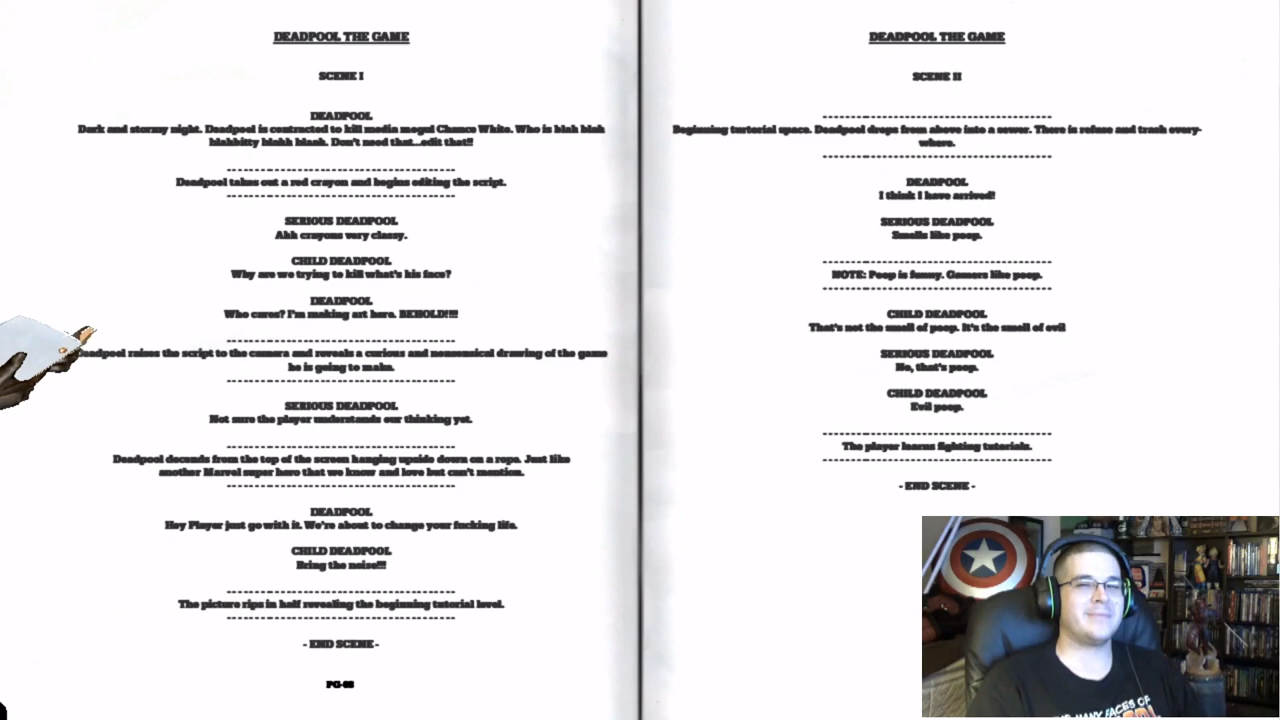 DEADPOOL THE GAME
SCENE I
DEADPOOL
Dark and stormy night. Deadpool is contracted to kill media mogul Chance White. Who is blah blah
blahbitty blahh blaah. Don't need that...edit that!!
Deadpool takes out a red crayon and begins editing the script.
SERIOUS DEADPOOL
Ahh crayons very classy.
CHILD DEADPOOL
Why are we trying to kill what's his face?
DEADPOOL
Who cares? I'm making art here. BEHOLD!!!!
Deadpool raises the script to the camera and reveals a curious and nonsensical drawing of the game
he is going to make.
SERIOUS DEADPOOL
Not sure the player understands our thinking yet.
Deadpool decends from the top of the screen hanging upside down on a rope. Just like
another Marvel super hero that we know and love but can't mention.
DEADPOOL
Hey Player just go with it. We're about to change your fucking life.
CHILD DEADPOOL
Bring the noise!!!
The picture rips in half revealing the beginning tutorial level.
- END SCENE -
PG-02
DEADPOOL THE GAME
SCENE II
Beginning turtorial space. Deadpool drops from above into a sewer. There is refuse and trash every-
where.
DEADPOOL
I think I have arrived!
SERIOUS DEADPOOL
Smells like poop.
NOTE: Poop is funny. Gamers like poop.
CHILD DEADPOOL
That's not the smell of poop. It's the smell of evil
SERIOUS DEADPOOL
No, that's poop.
CHILD DEADPOOL
Evil poop.
The player learns fighting tutorials.
- END SCENE -
MANY FACES OF